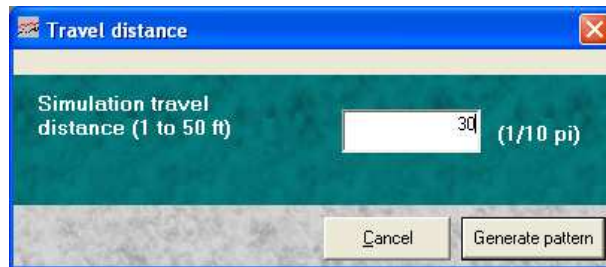 Travel distance
Simulation travel
distance (1 to 50 ft)
30
(1/10 pi)
Cancel
Generate pattern